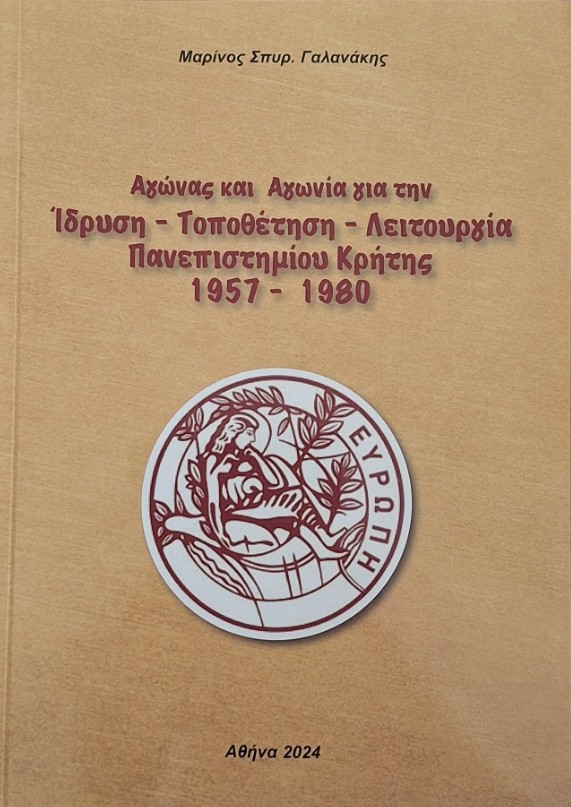 Μαρίνος Σπυρ. Γαλανάκης
Αγώνας και Αγωνία για την
Ίδρυση - Τοποθέτηση - Λειτουργία
Πανεπιστημίου Κρήτης
1957 - 1980
ΕΥΡΩΠΗ
Αθήνα 2024